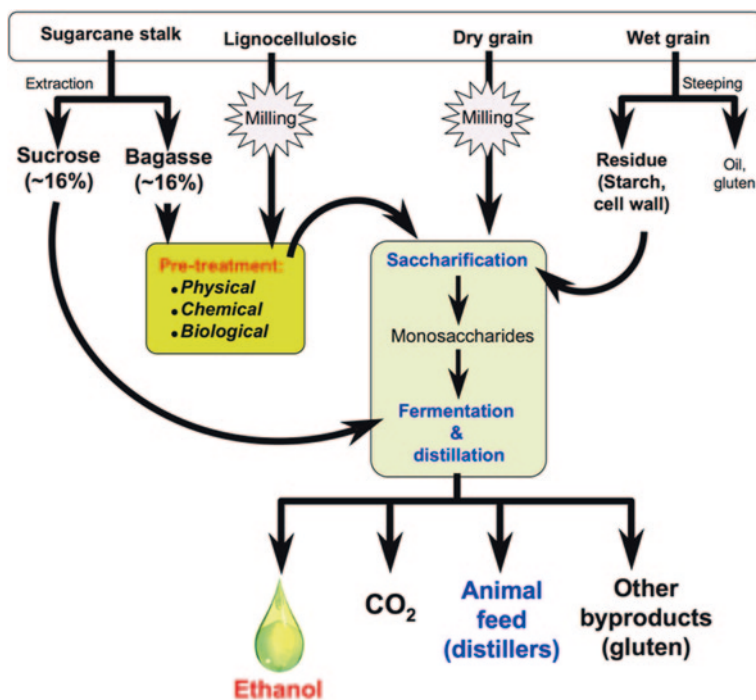 Sugarcane stalk
Lignocellulosic
Dry grain
Wet grain
Extraction
Steeping
Milling
Milling
Sucrose
(~16%)
Bagasse
(~16%)
Residue
(Starch,
cell wall)
Oil,
gluten
Pre-treatment:
• Physical
• Chemical
• Biological
Saccharification
Monosaccharides
Fermentation
&
distillation
Ethanol
CO₂
Animal
feed
(distillers)
Other
byproducts
(gluten)